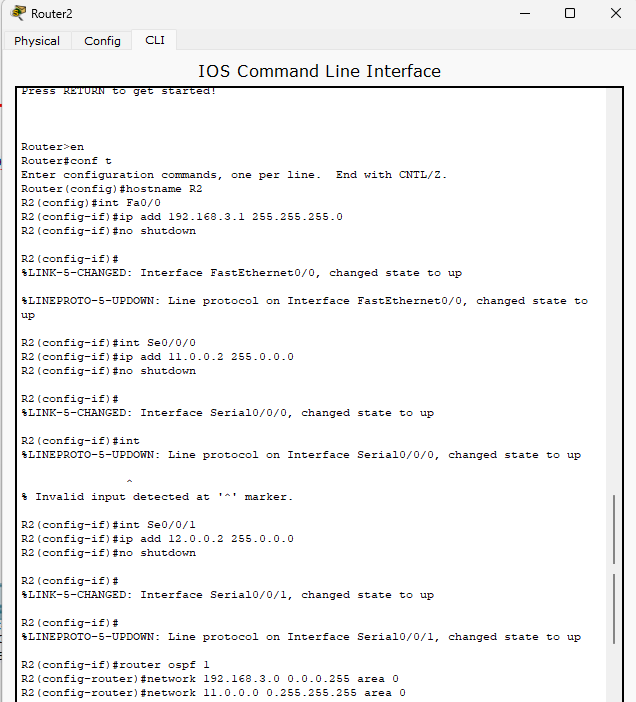 Router2
Physical Config CLI
IOS Command Line Interface
Press RETURN to get started!
Router>en
Router#conf t
Enter configuration commands, one per line.  End with CNTL/Z.
Router(config)#hostname R2
R2(config)#int Fa0/0
R2(config-if)#ip add 192.168.3.1 255.255.255.0
R2(config-if)#no shutdown
R2(config-if)#
%LINK-5-CHANGED: Interface FastEthernet0/0, changed state to up
%LINEPROTO-5-UPDOWN: Line protocol on Interface FastEthernet0/0, changed state to
up
R2(config-if)#int Se0/0/0
R2(config-if)#ip add 11.0.0.2 255.0.0.0
R2(config-if)#no shutdown
R2(config-if)#
%LINK-5-CHANGED: Interface Serial0/0/0, changed state to up
R2(config-if)#int
%LINEPROTO-5-UPDOWN: Line protocol on Interface Serial0/0/0, changed state to up
^
% Invalid input detected at '^' marker.
R2(config-if)#int Se0/0/1
R2(config-if)#ip add 12.0.0.2 255.0.0.0
R2(config-if)#no shutdown
R2(config-if)#
%LINK-5-CHANGED: Interface Serial0/0/1, changed state to up
R2(config-if)#
%LINEPROTO-5-UPDOWN: Line protocol on Interface Serial0/0/1, changed state to up
R2(config-if)#router ospf 1
R2(config-router)#network 192.168.3.0 0.0.0.255 area 0
R2(config-router)#network 11.0.0.0 0.255.255.255 area 0